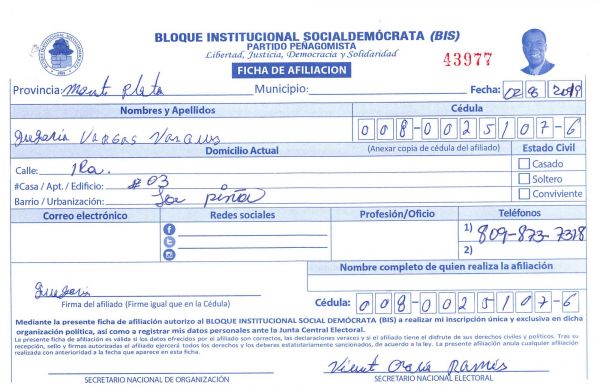 BLOQUE INSTITUCIONAL SOCIALDEMÓCRATA (BIS)
PARTIDO PEÑAGOMISTA
Libertad, Justicia, Democracia y Solidaridad
43977
FICHA DE AFILIACION
Provincia: Monte Plata Municipio: Fecha: 02 8 2019
Nombres y Apellidos Cédula
Gregoria Vargas Vargas 008-0025107-6
Domicilio Actual (Anexar copia de cédula del afiliado) Estado Civil
Calle: 1Ra. Casado
#Casa / Apt. / Edificio: # 03 Soltero
Barrio / Urbanización: Los piña Conviviente
Correo electrónico Redes sociales Profesión/Oficio Teléfonos
1) 809-873-7318
2)
Nombre completo de quien realiza la afiliación
Firma del afiliado (Firme igual que en la Cédula) Cédula: 008-0025107-6
Mediante la presente ficha de afiliación autorizo al BLOQUE INSTITUCIONAL SOCIAL DEMÓCRATA (BIS) a realizar mi inscripción única y exclusiva en dicha
organización política, así como a registrar mis datos personales ante la Junta Central Electoral.
La presente ficha de afiliación es válida si los datos ofrecidos por el afiliado son correctos, las declaraciones veraces y si el afiliado tiene el disfrute de sus derechos civiles y políticos. Tras su
recepción, sello y firmas autorizadas el afiliado ejercerá todos los derechos y los deberes estatutariamente sancionados, de acuerdo a la ley. La presente afiliación anula cualquier afiliación
realizada con anterioridad a la fecha que aparece en esta ficha.
SECRETARIO NACIONAL DE ORGANIZACIÓN SECRETARIO NACIONAL ELECTORAL